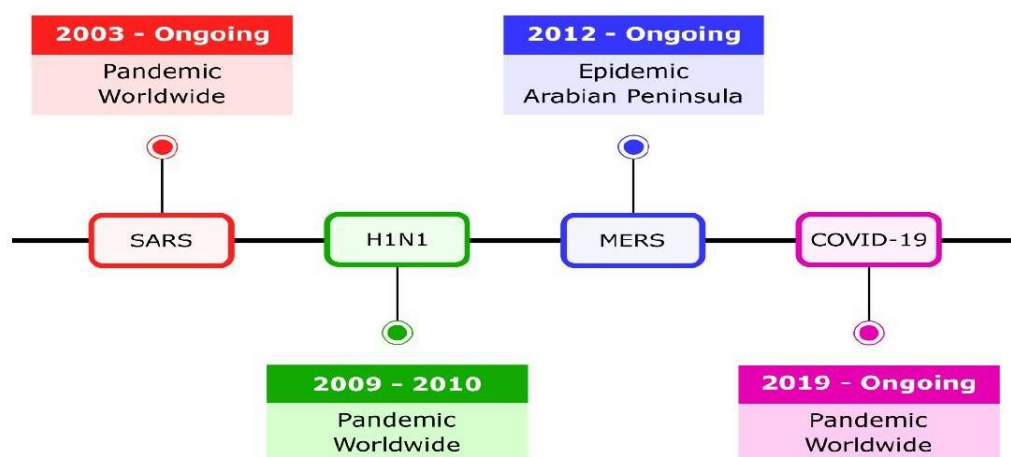 2003 - Ongoing
Pandemic
Worldwide
2012 - Ongoing
Epidemic
Arabian Peninsula
SARS
H1N1
MERS
COVID-19
2009 - 2010
Pandemic
Worldwide
2019 - Ongoing
Pandemic
Worldwide